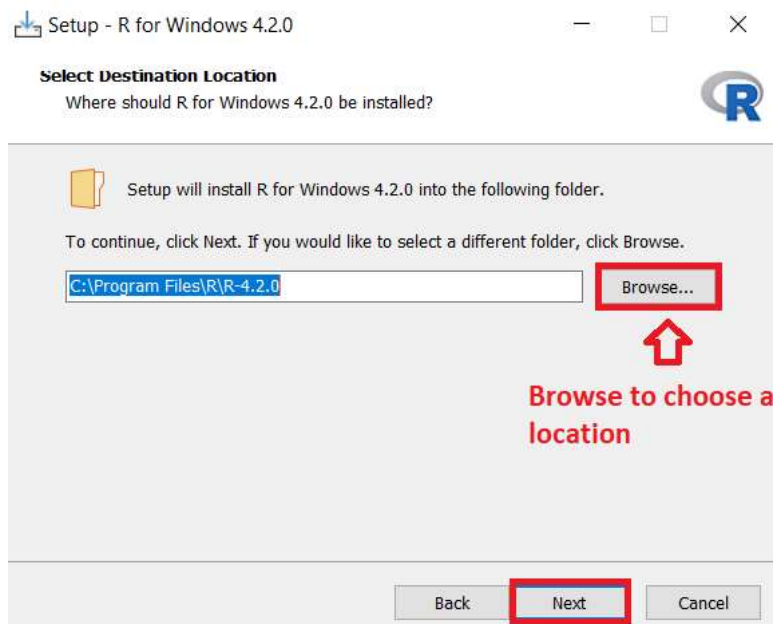 Setup - R for Windows 4.2.0
Select Destination Location
Where should R for Windows 4.2.0 be installed?
R
Setup will install R for Windows 4.2.0 into the following folder.
To continue, click Next. If you would like to select a different folder, click Browse.
C:\Program Files\R\R-4.2.0
Browse...
Browse to choose a
location
Back Next Cancel